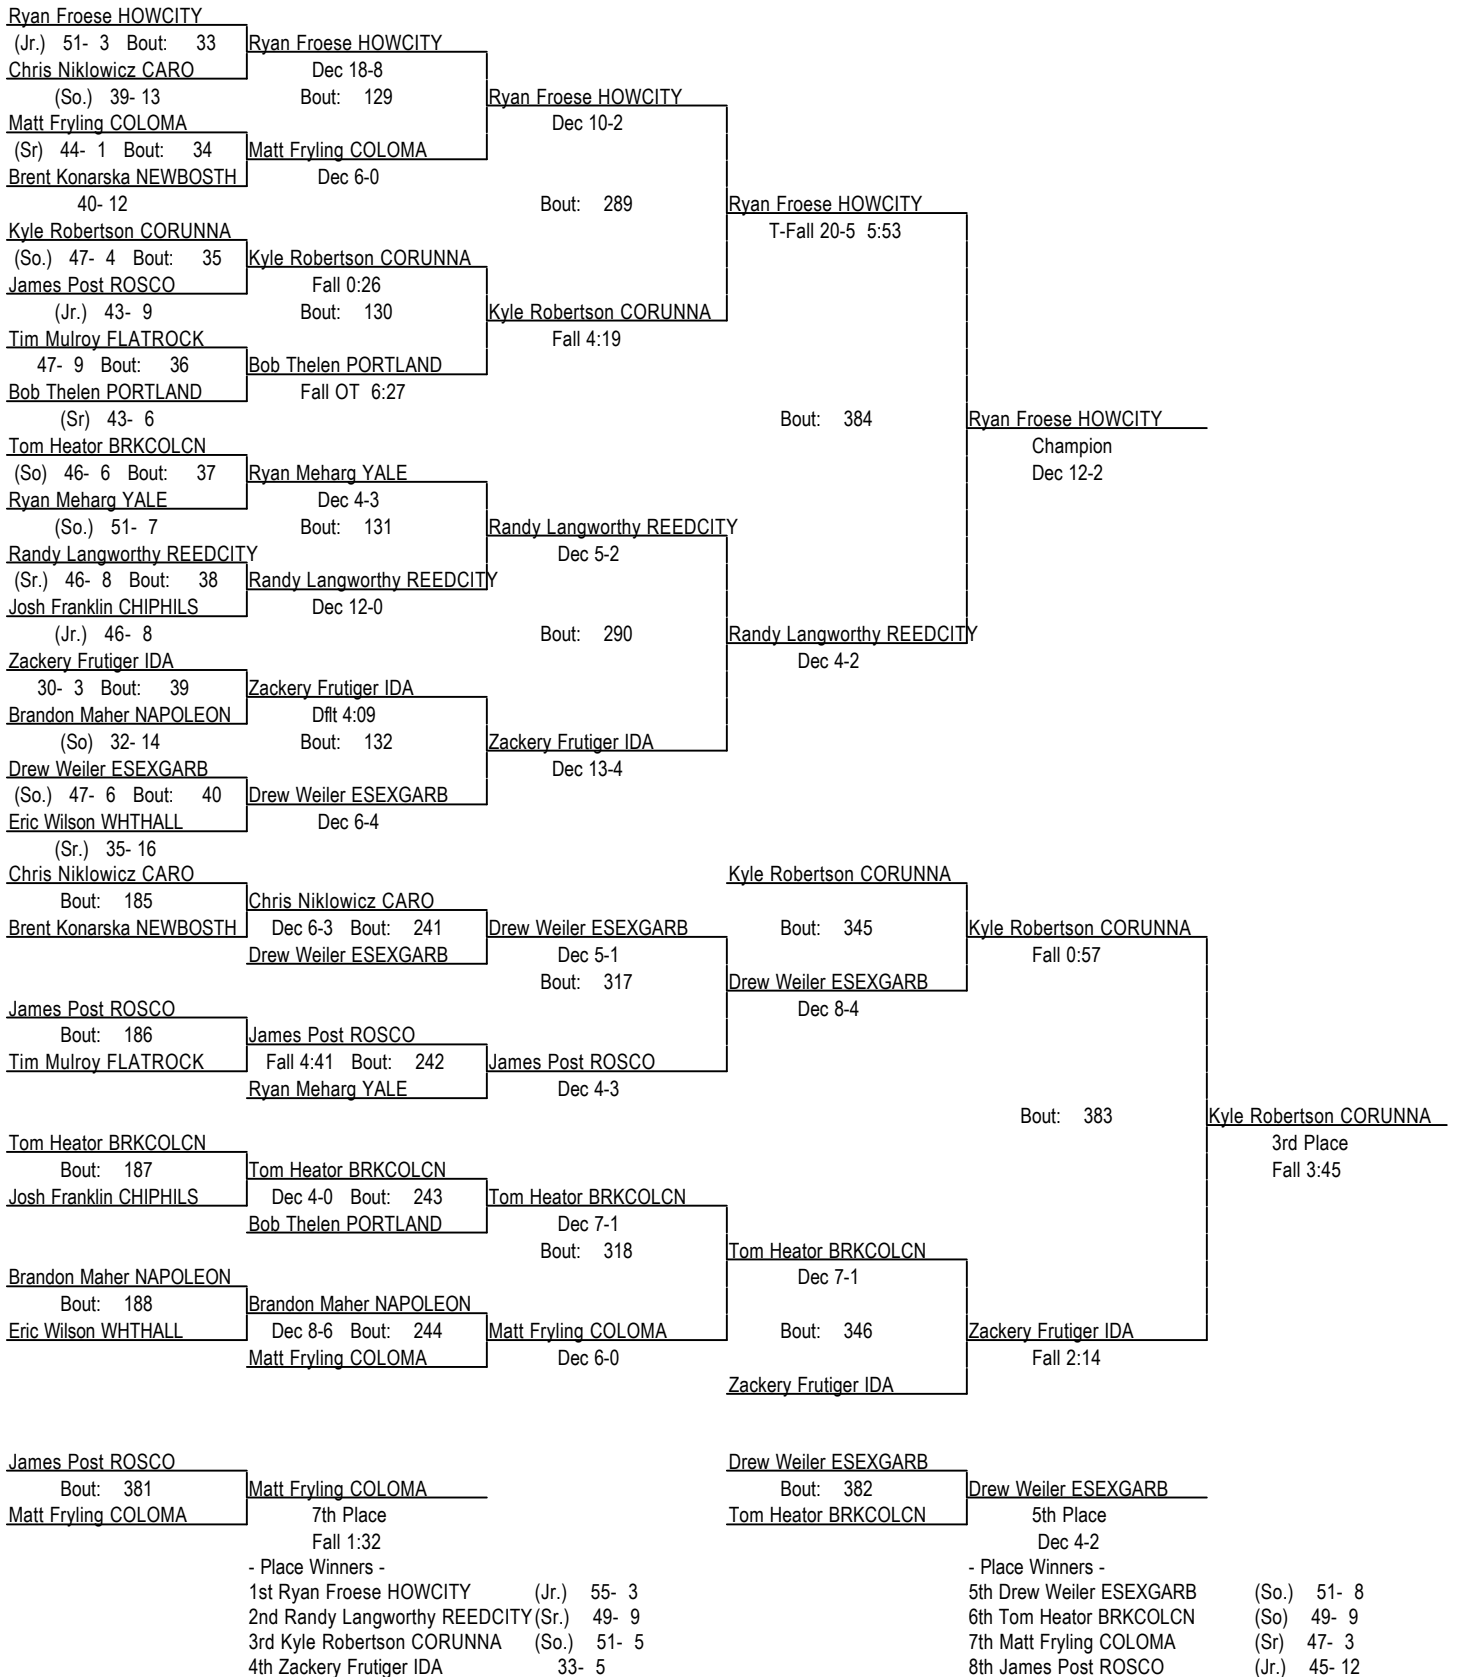 Ryan Froese HOWCITY
(Jr.) 51- 3 Bout: 33 Ryan Froese HOWCITY
Chris Niklowicz CARO Dec 18-8
(So.) 39- 13 Bout: 129 Ryan Froese HOWCITY
Matt Fryling COLOMA Dec 10-2
(Sr) 44- 1 Bout: 34 Matt Fryling COLOMA
Brent Konarska NEWBOSTH Dec 6-0
40- 12 Bout: 289 Ryan Froese HOWCITY
Kyle Robertson CORUNNA T-Fall 20-5 5:53
(So.) 47- 4 Bout: 35 Kyle Robertson CORUNNA
James Post ROSCO Fall 0:26
(Jr.) 43- 9 Bout: 130 Kyle Robertson CORUNNA
Tim Mulroy FLATROCK Fall 4:19
47- 9 Bout: 36 Bob Thelen PORTLAND
Bob Thelen PORTLAND Fall OT 6:27
(Sr) 43- 6 Bout: 384 Ryan Froese HOWCITY
Tom Heator BRKCOLCN Champion
(So) 46- 6 Bout: 37 Ryan Meharg YALE Dec 12-2
Ryan Meharg YALE Dec 4-3
(So.) 51- 7 Bout: 131 Randy Langworthy REEDCITY
Randy Langworthy REEDCITY Dec 5-2
(Sr.) 46- 8 Bout: 38 Randy Langworthy REEDCITY
Josh Franklin CHIPHILS Dec 12-0
(Jr.) 46- 8 Bout: 290 Randy Langworthy REEDCITY
Zackery Frutiger IDA Dec 4-2
30- 3 Bout: 39 Zackery Frutiger IDA
Brandon Maher NAPOLEON Dflt 4:09
(So) 32- 14 Bout: 132 Zackery Frutiger IDA
Drew Weiler ESEXGARB Dec 13-4
(So.) 47- 6 Bout: 40 Drew Weiler ESEXGARB
Eric Wilson WHTHALL Dec 6-4
(Sr.) 35- 16
Chris Niklowicz CARO Kyle Robertson CORUNNA
Bout: 185 Chris Niklowicz CARO
Brent Konarska NEWBOSTH Dec 6-3 Bout: 241 Drew Weiler ESEXGARB Bout: 345 Kyle Robertson CORUNNA
Drew Weiler ESEXGARB Dec 5-1 Fall 0:57
Bout: 317 Drew Weiler ESEXGARB
James Post ROSCO Dec 8-4
Bout: 186 James Post ROSCO
Tim Mulroy FLATROCK Fall 4:41 Bout: 242 James Post ROSCO
Ryan Meharg YALE Dec 4-3
Bout: 383 Kyle Robertson CORUNNA
Tom Heator BRKCOLCN 3rd Place
Bout: 187 Tom Heator BRKCOLCN Fall 3:45
Josh Franklin CHIPHILS Dec 4-0 Bout: 243 Tom Heator BRKCOLCN
Bob Thelen PORTLAND Dec 7-1
Bout: 318 Tom Heator BRKCOLCN
Brandon Maher NAPOLEON Dec 7-1
Bout: 188 Brandon Maher NAPOLEON
Eric Wilson WHTHALL Dec 8-6 Bout: 244 Matt Fryling COLOMA Bout: 346 Zackery Frutiger IDA
Matt Fryling COLOMA Dec 6-0 Fall 2:14
Zackery Frutiger IDA
James Post ROSCO Drew Weiler ESEXGARB
Bout: 381 Matt Fryling COLOMA Bout: 382 Drew Weiler ESEXGARB
Matt Fryling COLOMA 7th Place Tom Heator BRKCOLCN 5th Place
Fall 1:32 Dec 4-2
- Place Winners - - Place Winners -
1st Ryan Froese HOWCITY (Jr.) 55- 3 5th Drew Weiler ESEXGARB (So.) 51- 8
2nd Randy Langworthy REEDCITY (Sr.) 49- 9 6th Tom Heator BRKCOLCN (So) 49- 9
3rd Kyle Robertson CORUNNA (So.) 51- 5 7th Matt Fryling COLOMA (Sr) 47- 3
4th Zackery Frutiger IDA 33- 5 8th James Post ROSCO (Jr.) 45- 12